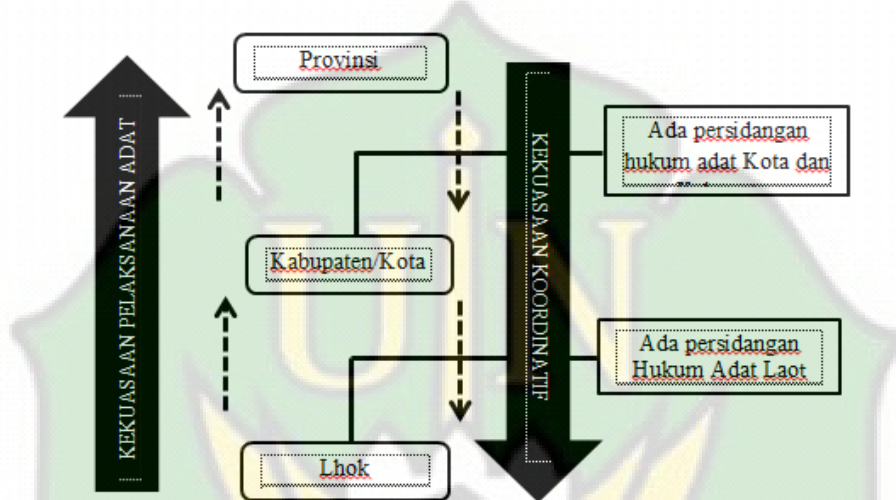 Provinsi
KEKUASAAN PELAKSANAAN ADAT
KEKUASAAN KOORDINATIF
Ada persidangan
hukum adat Kota dan
Kabupaten/Kota
Ada persidangan
Hukum Adat Laot
Lhok
UIN